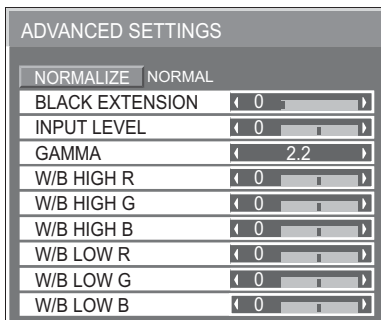 ADVANCED SETTINGS
NORMALIZE NORMAL
BLACK EXTENSION 0
INPUT LEVEL 0
GAMMA 2.2
W/B HIGH R 0
W/B HIGH G 0
W/B HIGH B 0
W/B LOW R 0
W/B LOW G 0
W/B LOW B 0